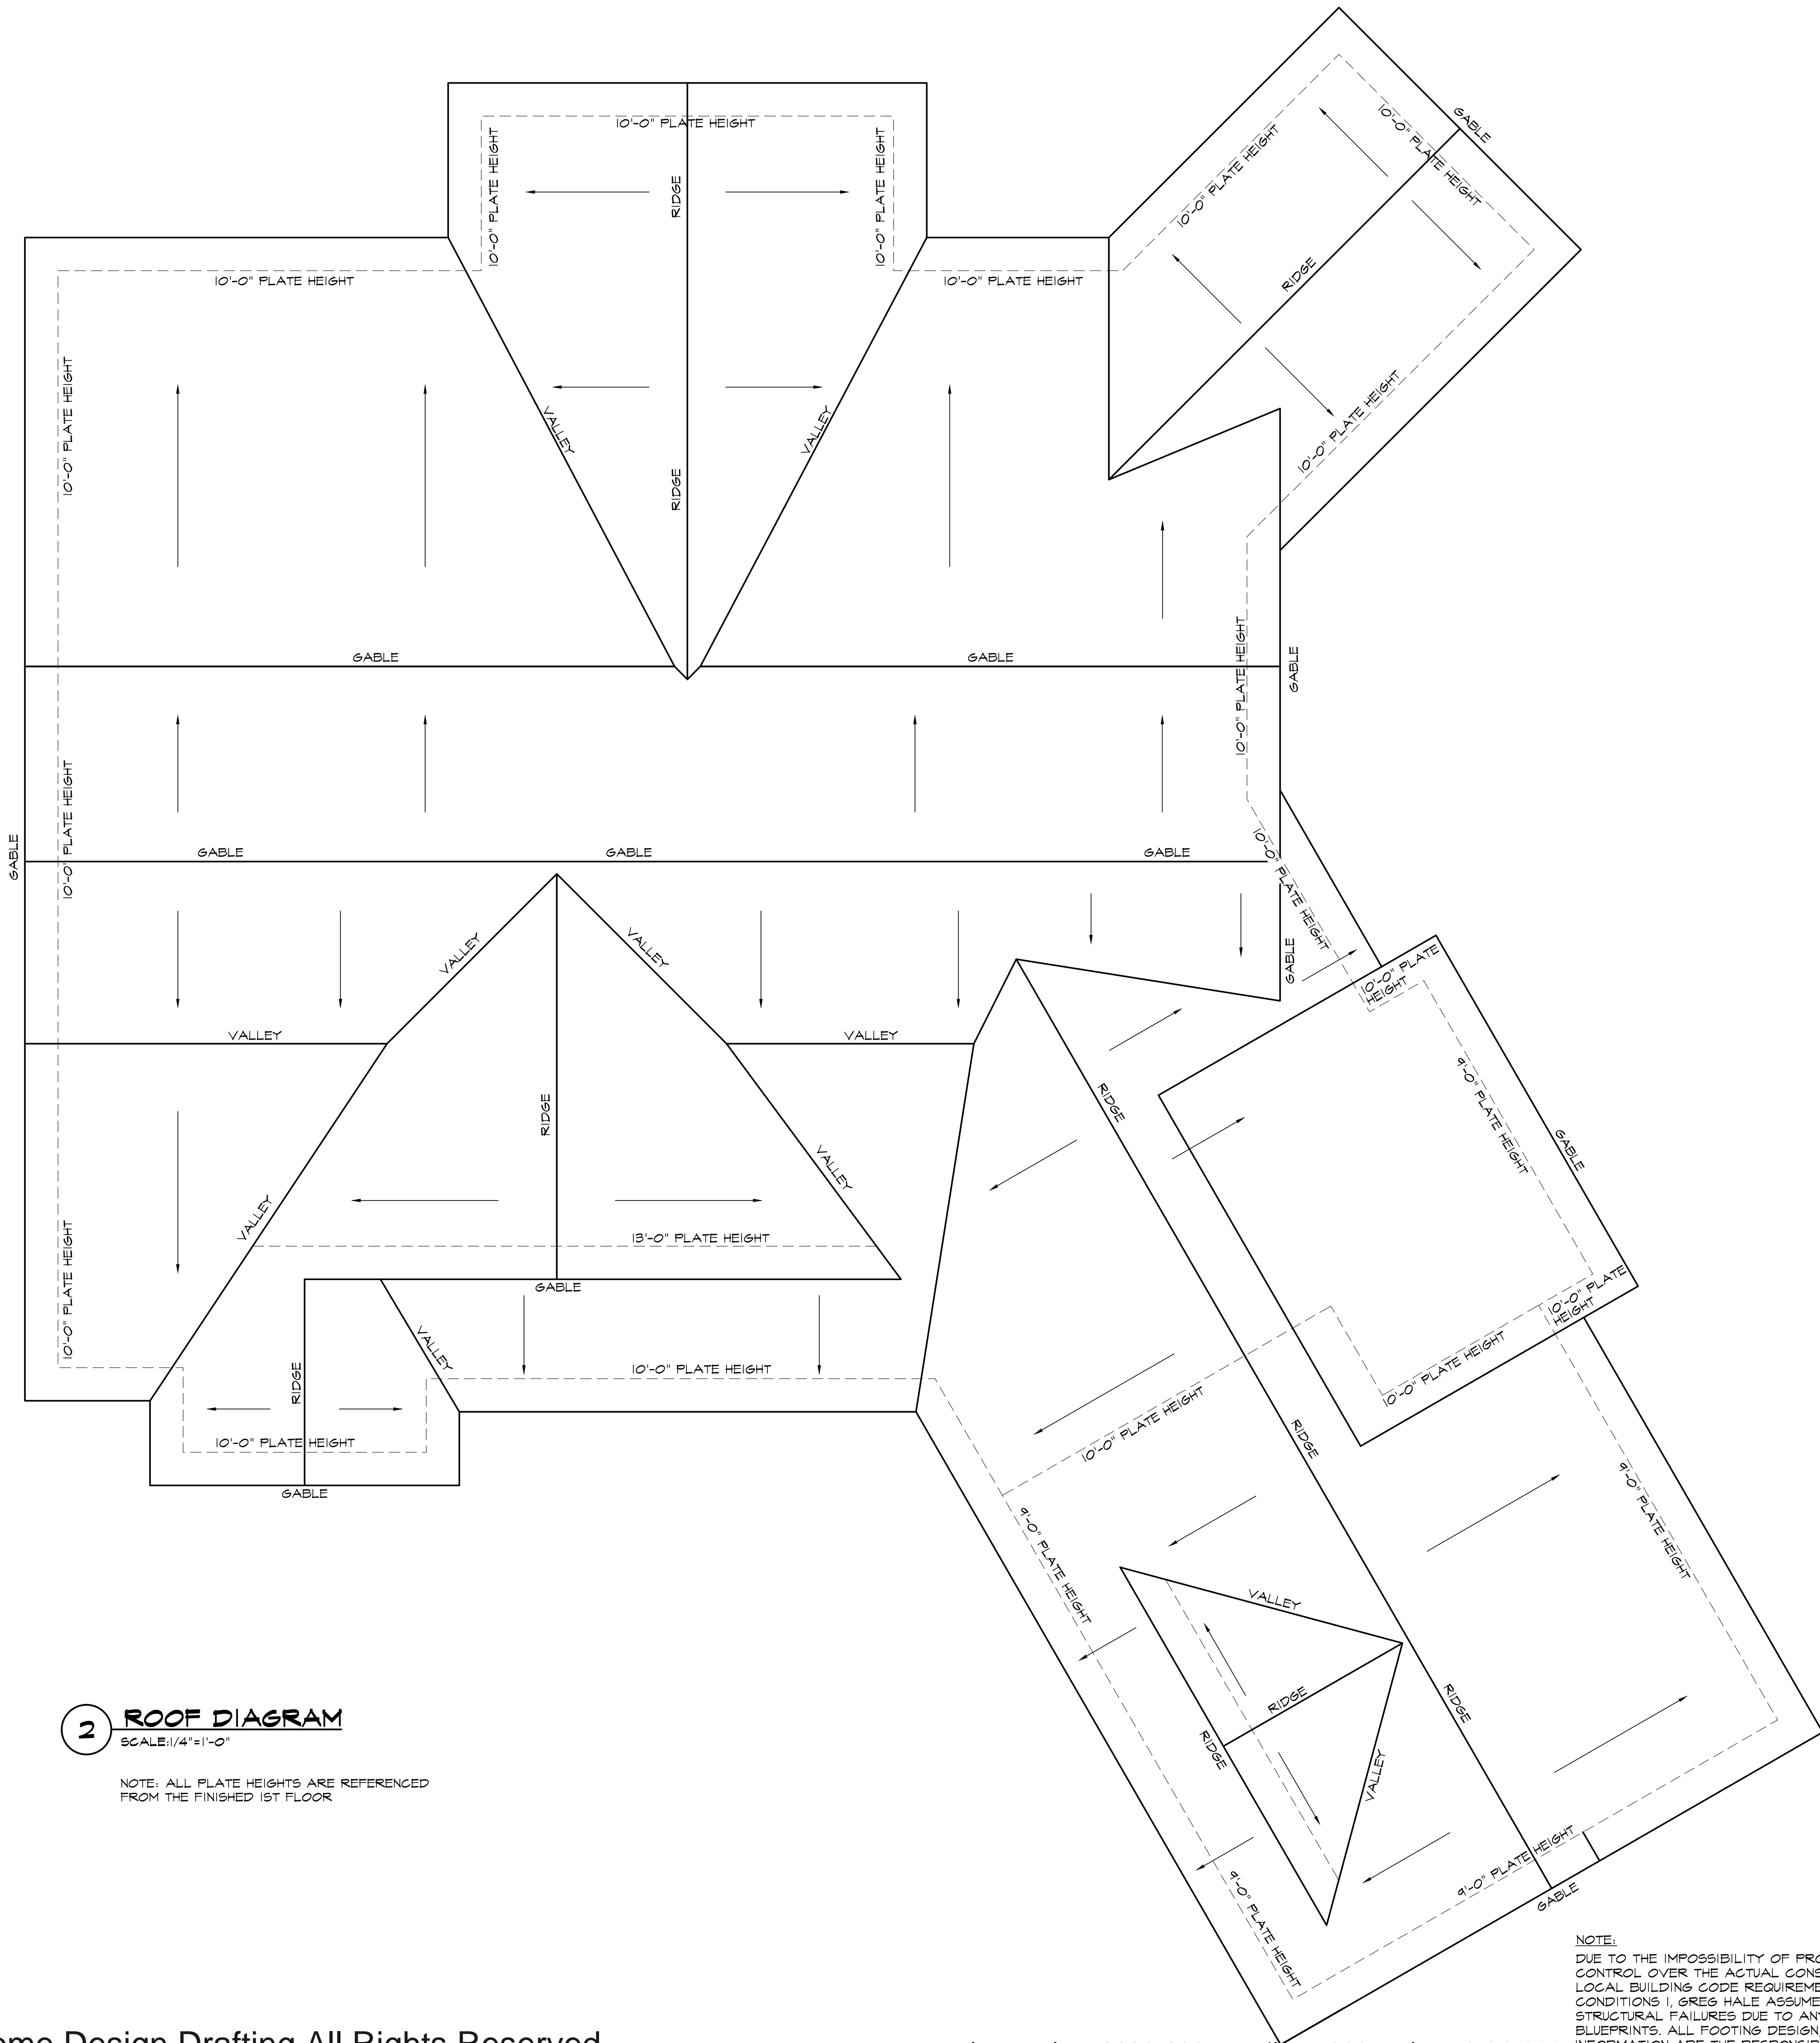 GABLE
10'-0" PLATE HEIGHT
10'-0" PLATE HEIGHT
10'-0" PLATE HEIGHT
10'-0" PLATE HEIGHT
10'-0" PLATE HEIGHT
RIDGE
10'-0" PLATE HEIGHT
RIDGE
10'-0" PLATE HEIGHT
10'-0" PLATE HEIGHT
10'-0" PLATE HEIGHT
10'-0" PLATE HEIGHT
VALLEY
VALLEY
RIDGE
GABLE
GABLE
10'-0" PLATE HEIGHT
GABLE
10'-0" PLATE HEIGHT
GABLE
GABLE
GABLE
GABLE
10'-0" PLATE HEIGHT
VALLEY
VALLEY
GABLE
10'-0" PLATE
HEIGHT
VALLEY
VALLEY
RIDGE
RIDGE
9'-0" PLATE HEIGHT
GABLE
VALLEY
VALLEY
10'-0" PLATE HEIGHT
13'-0" PLATE HEIGHT
GABLE
10'-0" PLATE
HEIGHT
VALLEY
RIDGE
10'-0" PLATE HEIGHT
10'-0" PLATE HEIGHT
10'-0" PLATE HEIGHT
RIDGE
10'-0" PLATE HEIGHT
GABLE
9'-0" PLATE HEIGHT
9'-0" PLATE HEIGHT
VALLEY
RIDGE
RIDGE
RIDGE
VALLEY
9'-0" PLATE HEIGHT
9'-0" PLATE HEIGHT
GABLE
2
ROOF DIAGRAM
SCALE:1/4"=1'-0"
NOTE: ALL PLATE HEIGHTS ARE REFERENCED
FROM THE FINISHED 1ST FLOOR
NOTE:
DUE TO THE IMPOSSIBILITY OF
CONTROL OVER THE ACTUAL
LOCAL BUILDING CODE
CONDITIONS I, GREG HALE
STRUCTURAL FAILURES DUE TO
BLUEPRINTS. ALL FOOTING DESIGN,
Design Drafting All Rights Reserved